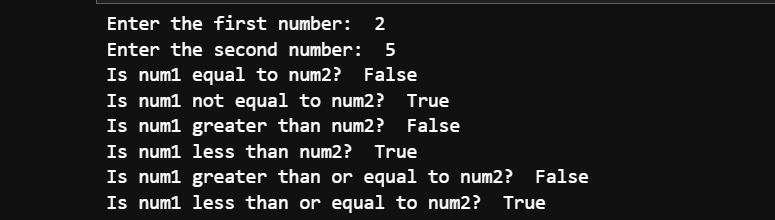 Enter the first number:  2
Enter the second number:  5
Is num1 equal to num2?  False
Is num1 not equal to num2?  True
Is num1 greater than num2?  False
Is num1 less than num2?  True
Is num1 greater than or equal to num2?  False
Is num1 less than or equal to num2?  True